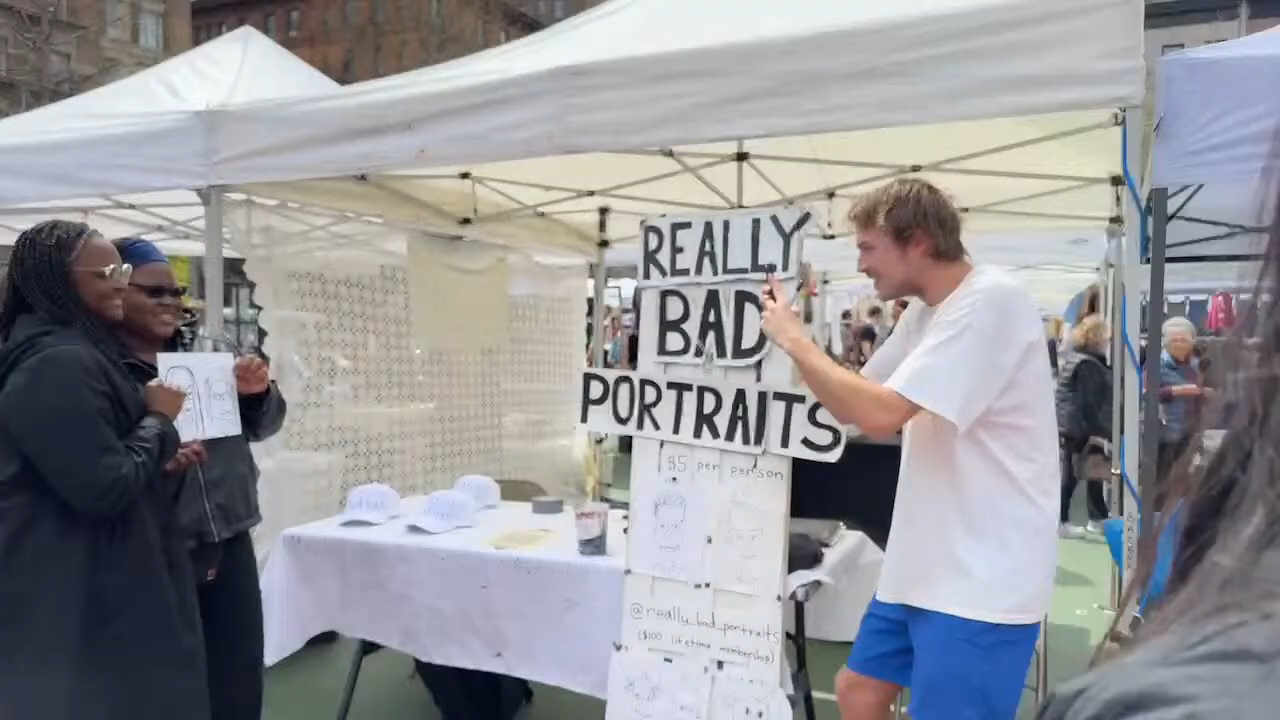 REALLY
BAD
PORTRAITS
$5 per person
@really_bad_portraits
($100 lifetime membership)